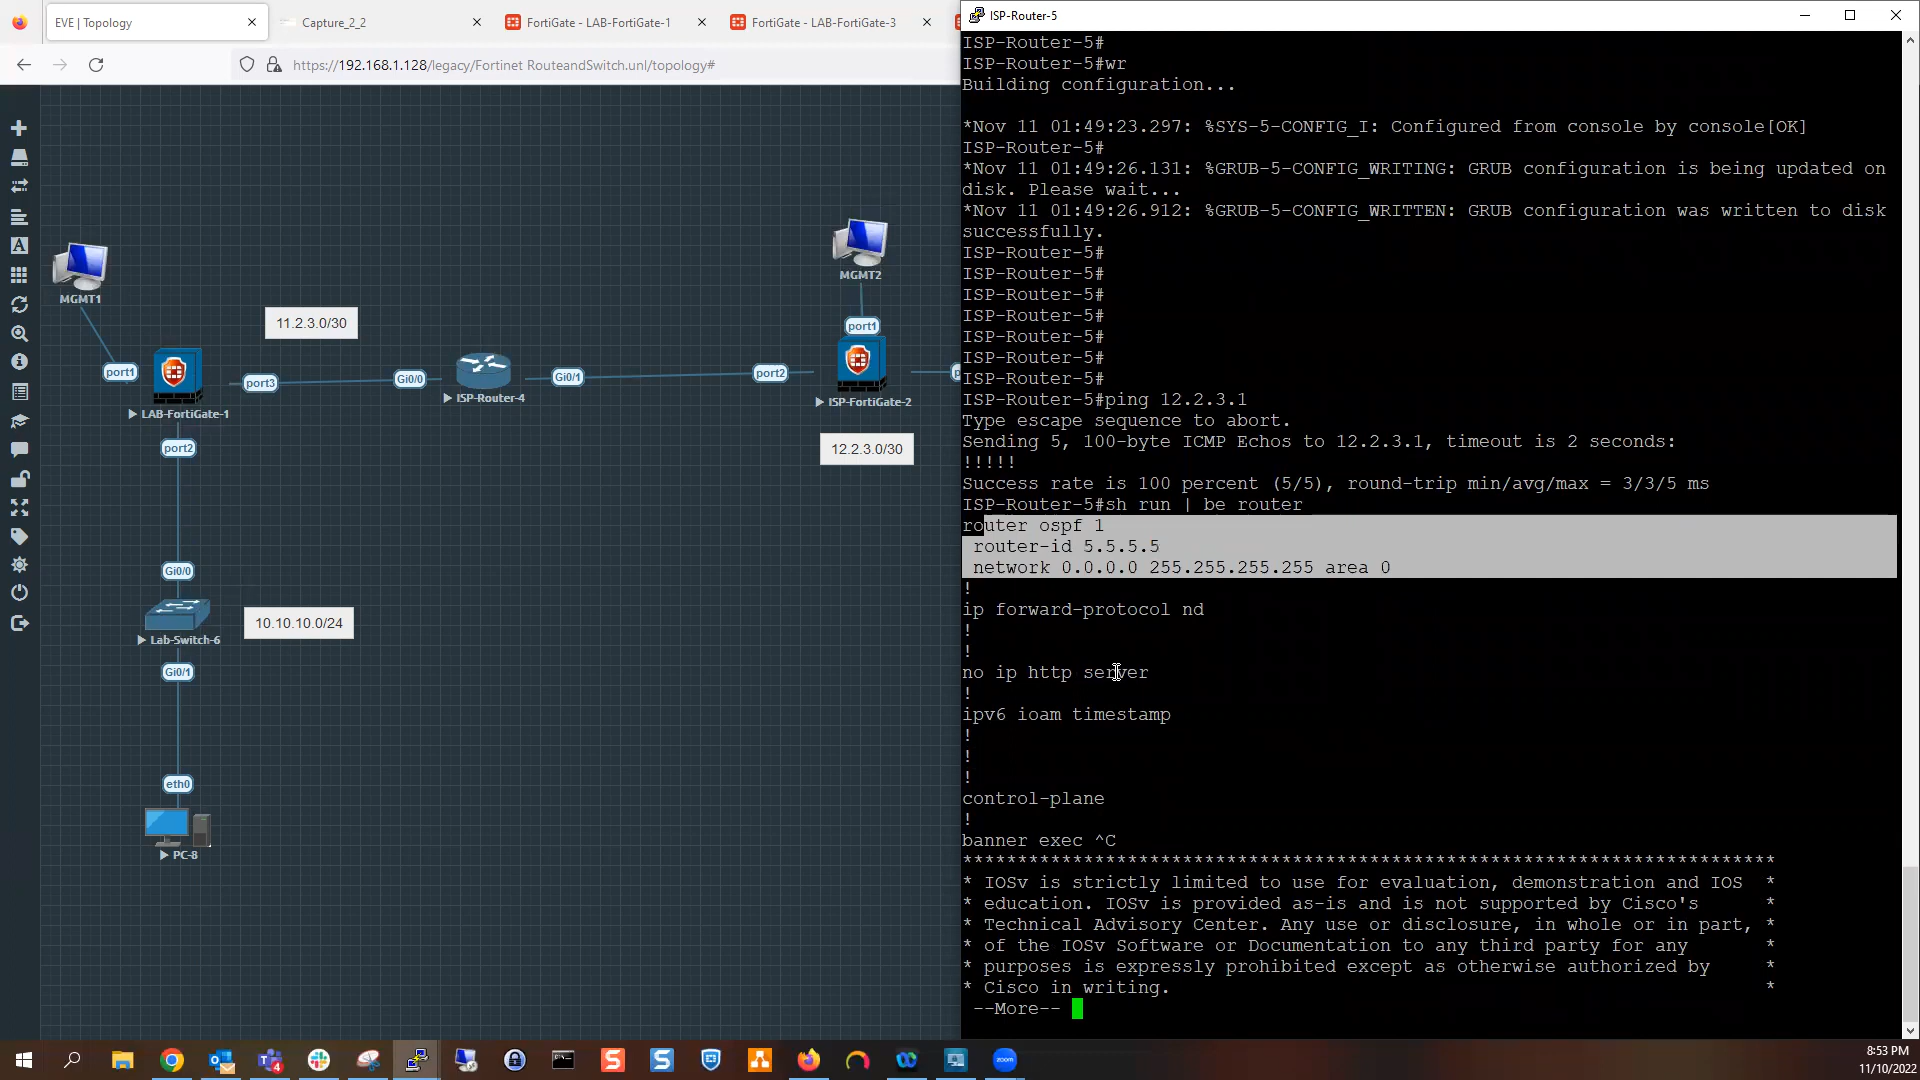 EVE | Topology
Capture_2_2
FortiGate - LAB-FortiGate-1
FortiGate - LAB-FortiGate-3
https://192.168.1.128/legacy/Fortinet RouteandSwitch.unl/topology#
MGMT1
11.2.3.0/30
MGMT2
port1
port1
port3
Gi0/0
Gi0/1
port2
LAB-FortiGate-1
ISP-Router-4
ISP-FortiGate-2
port2
12.2.3.0/30
Gi0/0
10.10.10.0/24
Lab-Switch-6
Gi0/1
eth0
PC-8
ISP-Router-5
ISP-Router-5#
ISP-Router-5#wr
Building configuration...
*Nov 11 01:49:23.297: %SYS-5-CONFIG_I: Configured from console by console[OK]
ISP-Router-5#
*Nov 11 01:49:26.131: %GRUB-5-CONFIG_WRITING: GRUB configuration is being updated on
disk. Please wait...
*Nov 11 01:49:26.912: %GRUB-5-CONFIG_WRITTEN: GRUB configuration was written to disk
successfully.
ISP-Router-5#
ISP-Router-5#
ISP-Router-5#
ISP-Router-5#
ISP-Router-5#
ISP-Router-5#
ISP-Router-5#
ISP-Router-5#ping 12.2.3.1
Type escape sequence to abort.
Sending 5, 100-byte ICMP Echos to 12.2.3.1, timeout is 2 seconds:
!!!!!
Success rate is 100 percent (5/5), round-trip min/avg/max = 3/3/5 ms
ISP-Router-5#sh run | be router
router ospf 1
router-id 5.5.5.5
network 0.0.0.0 255.255.255.255 area 0
!
ip forward-protocol nd
!
!
no ip http server
!
ipv6 ioam timestamp
!
!
!
control-plane
!
banner exec ^C
**************************************************************************
* IOSv is strictly limited to use for evaluation, demonstration and IOS *
* education. IOSv is provided as-is and is not supported by Cisco's *
* Technical Advisory Center. Any use or disclosure, in whole or in part, *
* of the IOSv Software or Documentation to any third party for any *
* purposes is expressly prohibited except as otherwise authorized by *
* Cisco in writing. *
--More--
8:53 PM
11/10/2022